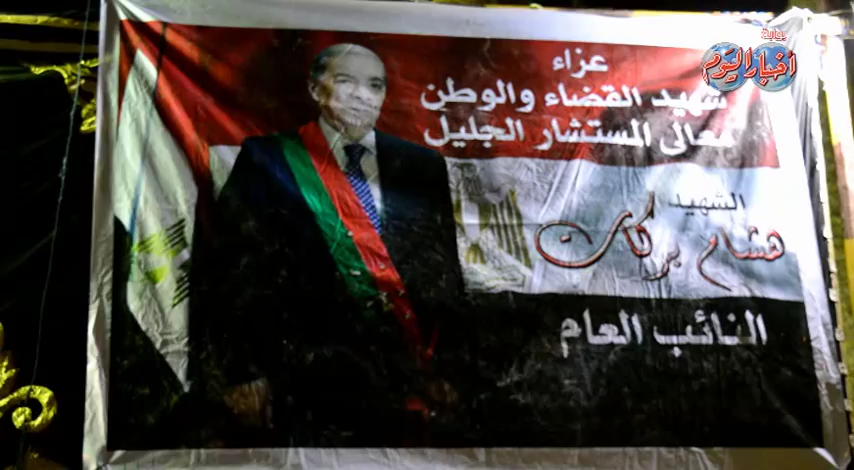 بوابة
أخبار اليوم
عزاء
شهيد القضاء والوطن
معالى المستشار الجليل
الشهيد
هشام بركات
النائب العام